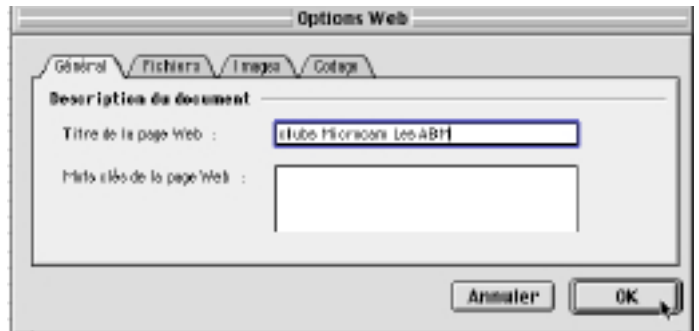 Options Web
Général Fichiers Images Codage
Description du document
Titre de la page Web : clubs Microcam Les ABM
Mots clés de la page Web :
Annuler OK